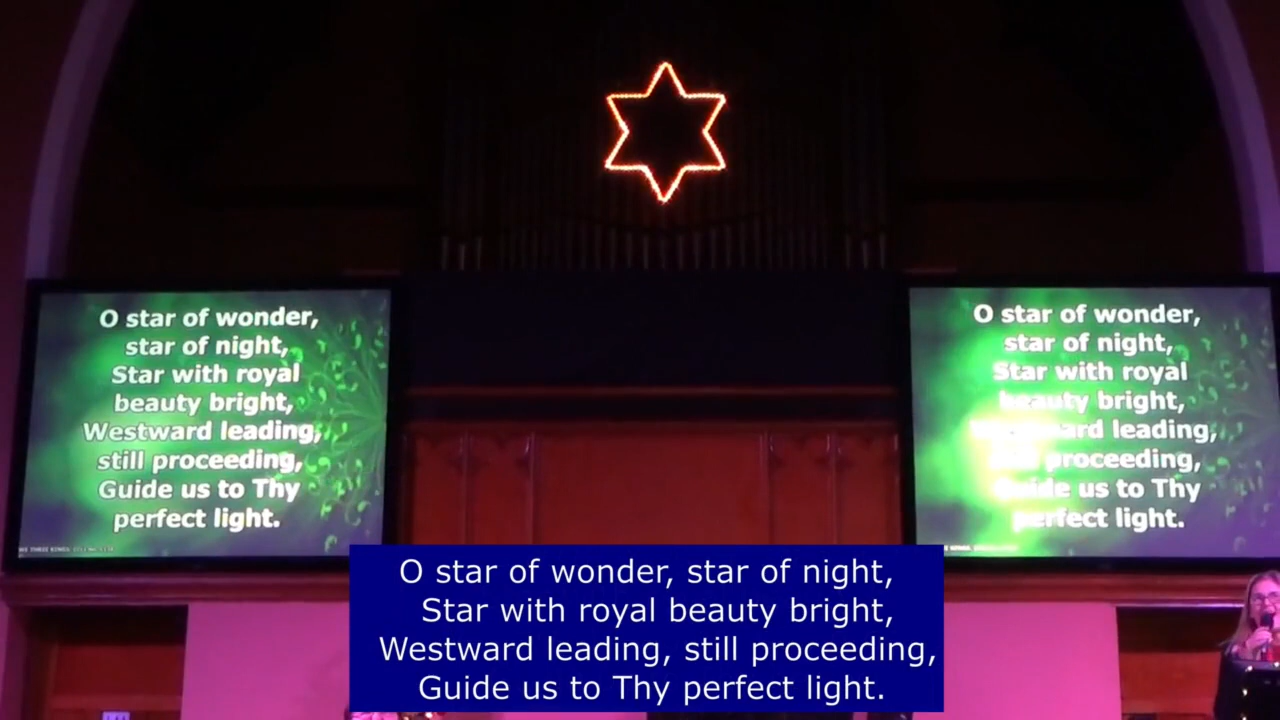 O star of wonder,
star of night,
Star with royal
beauty bright,
Westward leading,
still proceeding,
Guide us to Thy
perfect light.
O star of wonder,
star of night,
Star with royal
beauty bright,
Westward leading,
still proceeding,
Guide us to Thy
perfect light.
O star of wonder, star of night,
Star with royal beauty bright,
Westward leading, still proceeding,
Guide us to Thy perfect light.